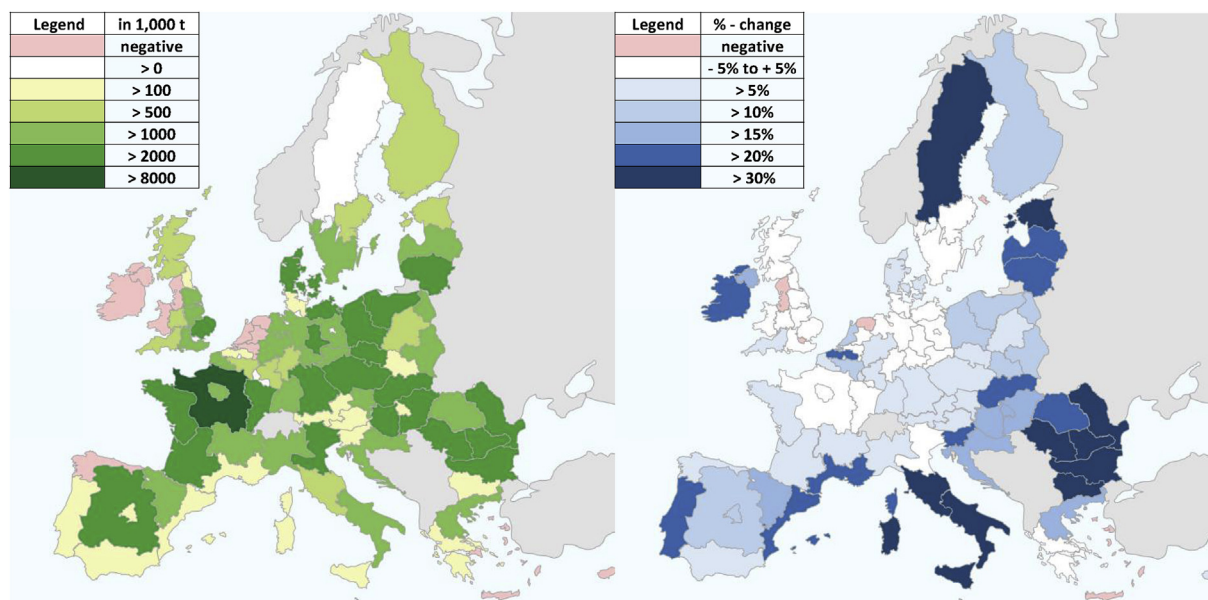 Legend in 1,000 t
negative
> 0
> 100
> 500
> 1000
> 2000
> 8000
Legend % - change
negative
- 5% to + 5%
> 5%
> 10%
> 15%
> 20%
> 30%